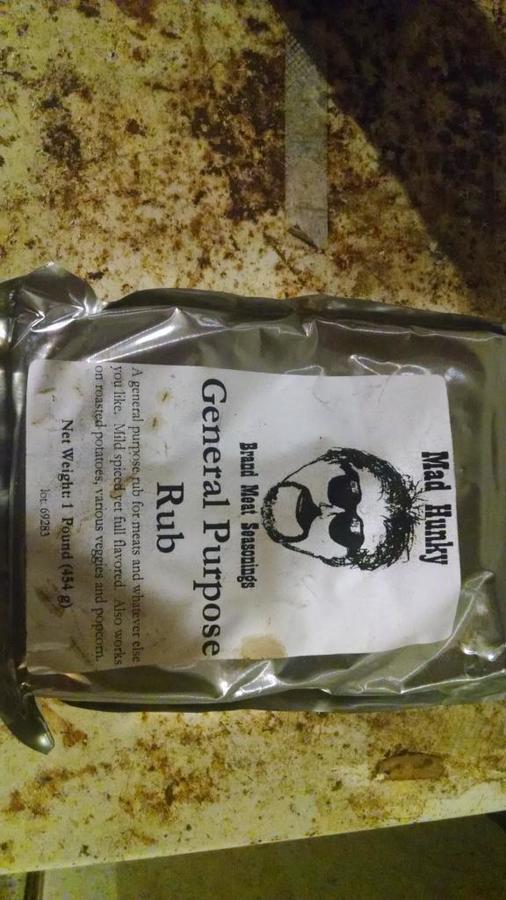 Mad Hunky
Brand Meat Seasonings
General Purpose
Rub
A general purpose rub for meats and whatever else
you like. Mild spiced yet full flavored. Also works
on roasted potatoes, various veggies and popcorn.
Net Weight: 1 Pound (454 g)
lot: 69283